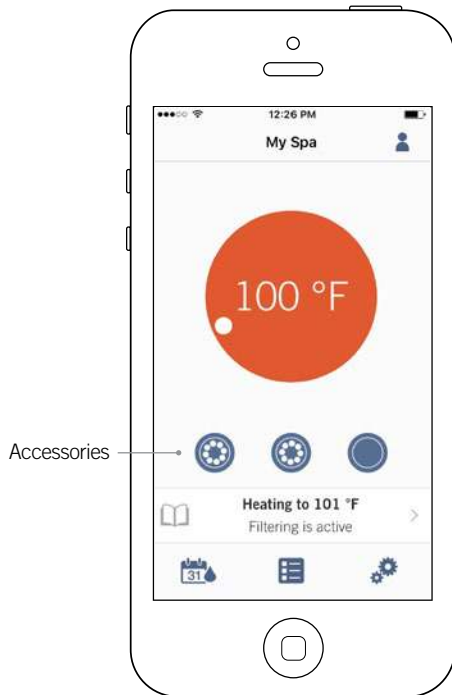 12:26 PM
My Spa
100 °F
Accessories
Heating to 101 °F
Filtering is active
31